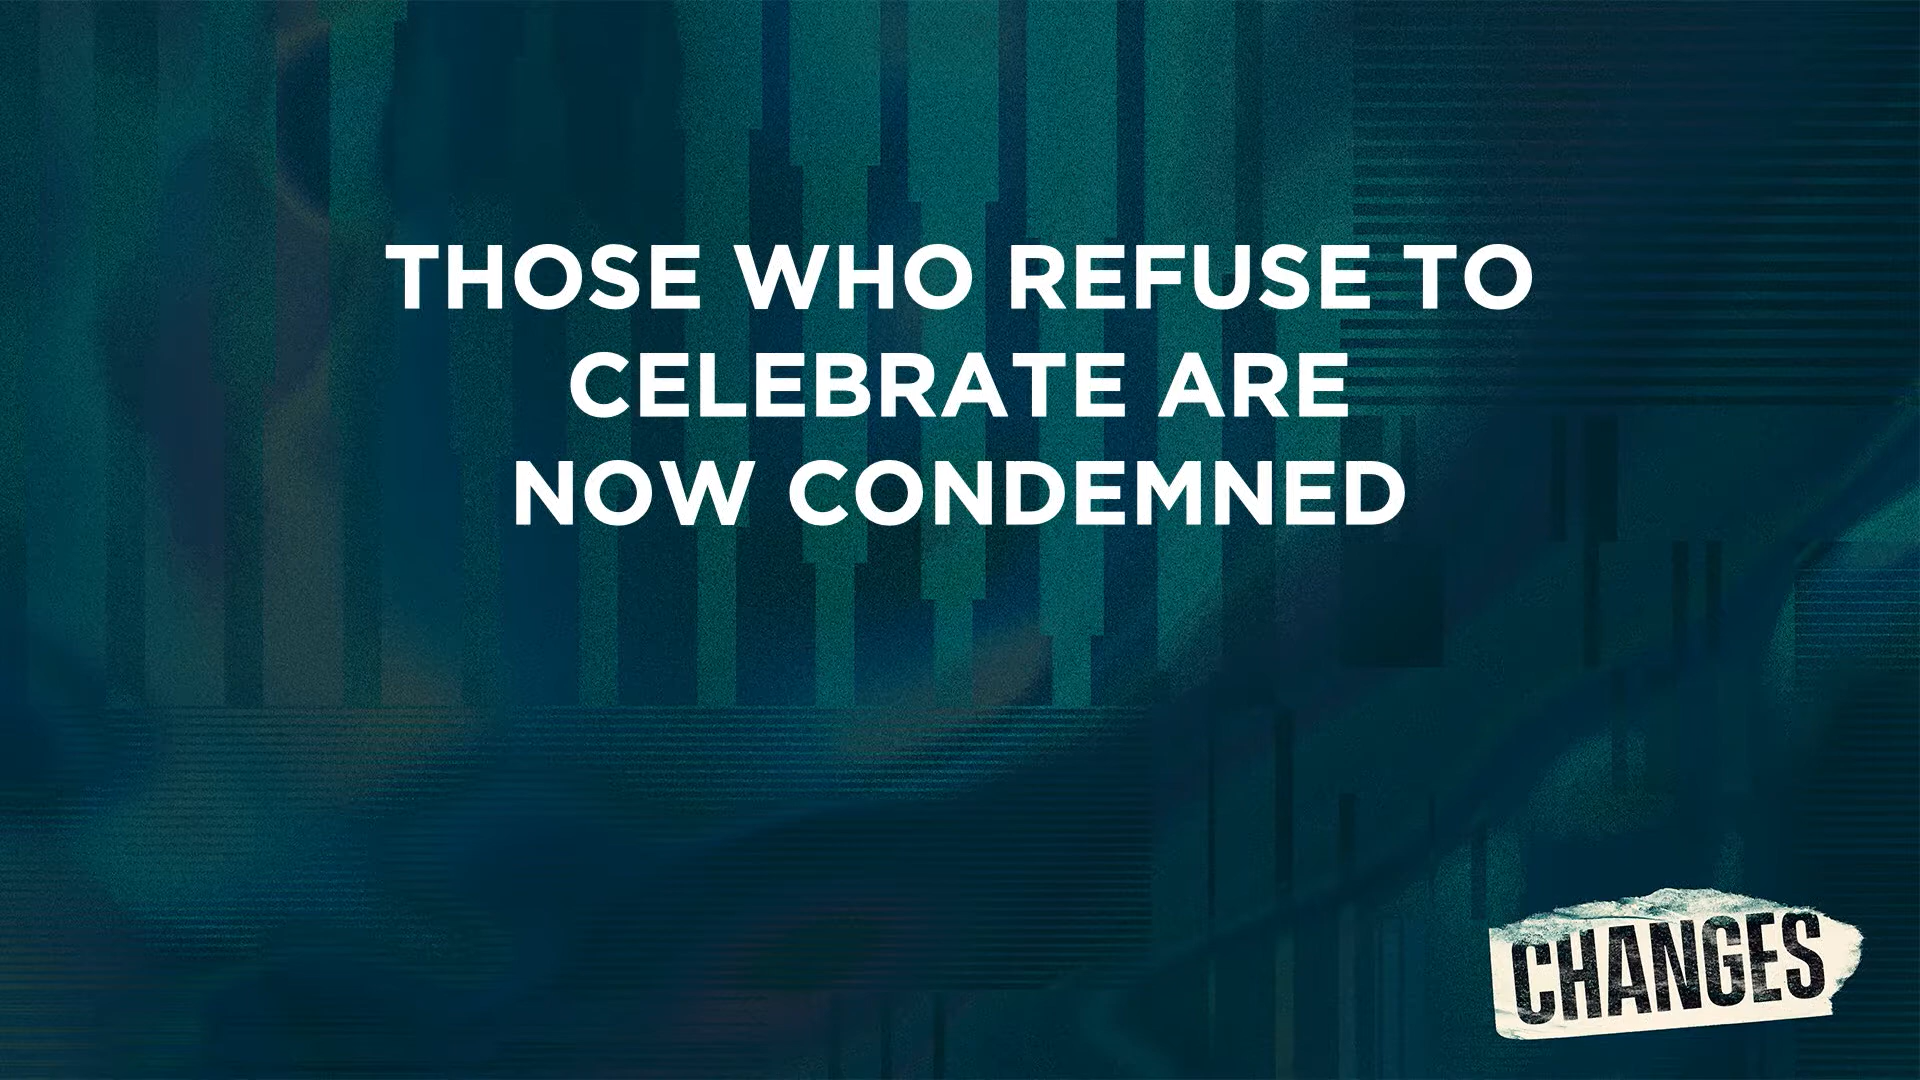 THOSE WHO REFUSE TO
CELEBRATE ARE
NOW CONDEMNED
CHANGES